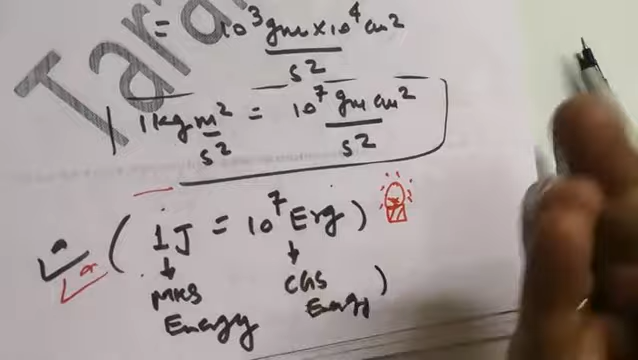 = 10³ gm × 10⁴ cm² / s²
1 kg m² / s² = 10⁷ gm cm² / s²
( 1J = 10⁷ Erg )
↓ ↓
MKS Energy CGS Energy )
Tara